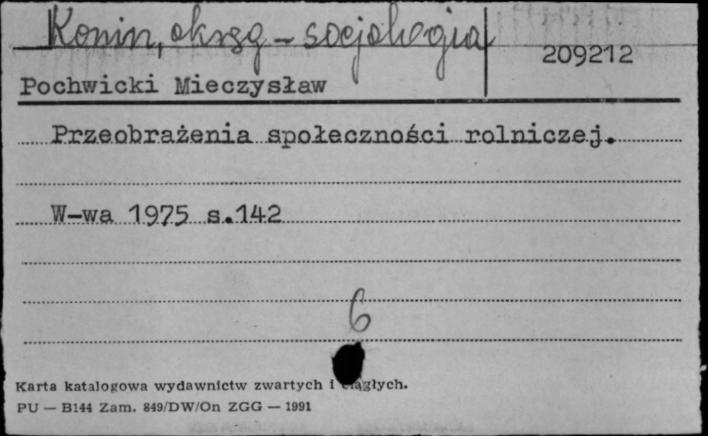 Konin, okręg – socjologia
209212
Pochwicki Mieczysław
Przeobrażenia społeczności rolniczej.
W-wa 1975 s.142
6
Karta katalogowa wydawnictw zwartych i ciągłych.
PU — B144 Zam. 849/DW/On ZGG — 1991